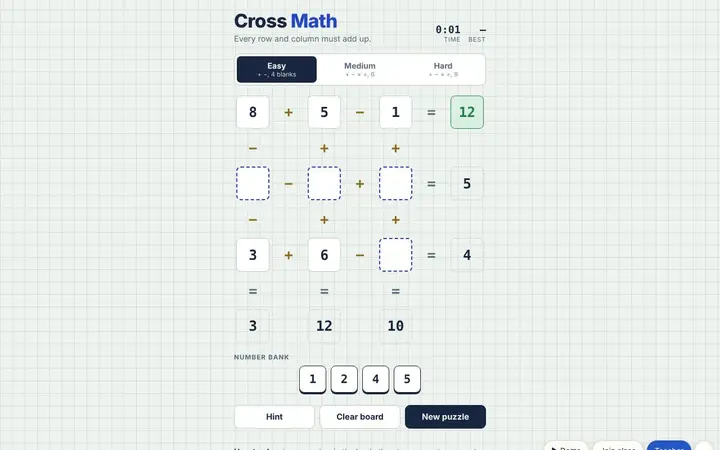 Cross Math
Every row and column must add up.
0:01 –
TIME BEST
Easy Medium Hard
+ −, 4 blanks
8 + 5 − 1 = 12
− + +
− + = 5
− + +
3 + 6 − = 4
= = =
3 12 10
NUMBER BANK
1 2 4 5
Hint Clear board New puzzle